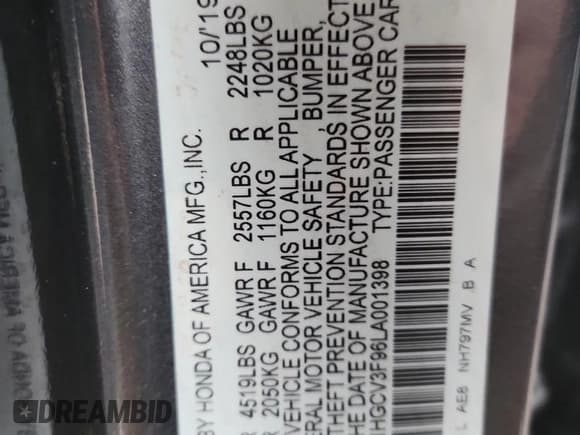 BY HONDA OF AMERICA MFG.,INC. 10/19
4519LBS GAWR F 2557LBS R 2248LBS
2050KG GAWR F 1160KG R 1020KG
VEHICLE CONFORMS TO ALL APPLICABLE
ERAL MOTOR VEHICLE SAFETY , BUMPER,
THEFT PREVENTION STANDARDS, IN EFFECT
THE DATE OF MANUFACTURE SHOWN ABOVE
HGCV3F96LA001398 TYPE:PASSENGER CAR
L AE8 NH797MV .B A
DREAMBID